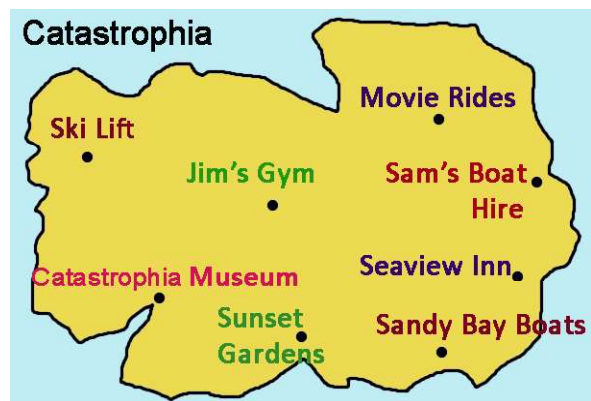 Catastrophia
Movie Rides
Ski Lift
Jim's Gym
Sam's Boat
Hire
Seaview Inn
Catastrophia Museum
Sunset
Gardens
Sandy Bay Boats